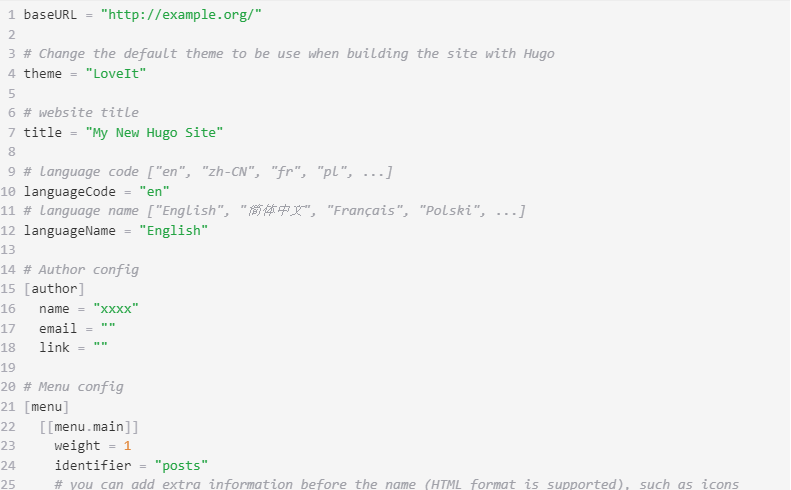 1 baseURL = "http://example.org/"
2
3 # Change the default theme to be use when building the site with Hugo
4 theme = "LoveIt"
5
6 # website title
7 title = "My New Hugo Site"
8
9 # language code ["en", "zh-CN", "fr", "pl", ...]
10 languageCode = "en"
11 # language name ["English", "简体中文", "Français", "Polski", ...]
12 languageName = "English"
13
14 # Author config
15 [author]
16   name = "xxxx"
17   email = ""
18   link = ""
19
20 # Menu config
21 [menu]
22   [[menu.main]]
23     weight = 1
24     identifier = "posts"
25     # you can add extra information before the name (HTML format is supported), such as icons